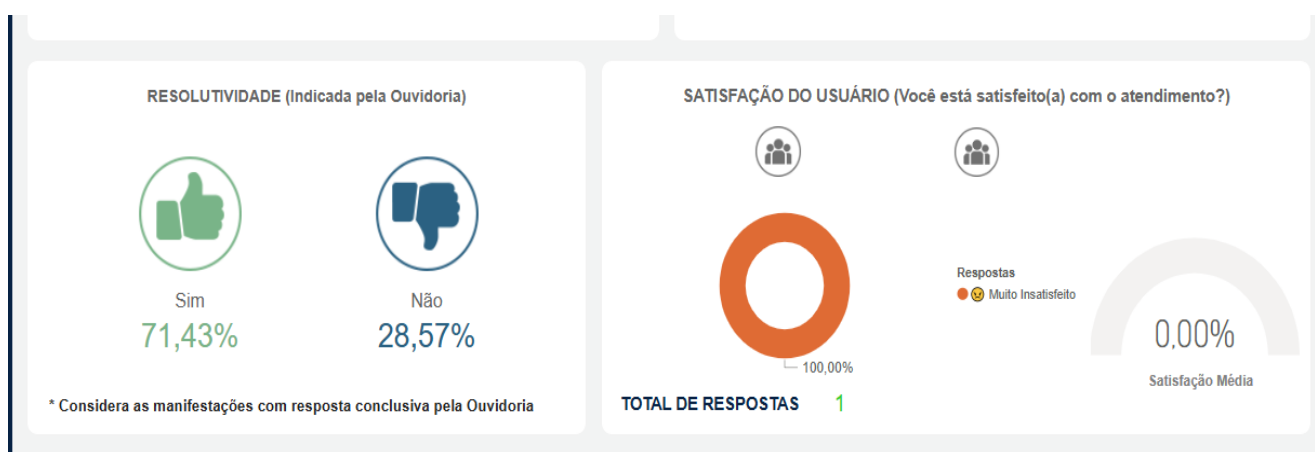 RESOLUTIVIDADE (Indicada pela Ouvidoria)
Sim
71,43%
Não
28,57%
* Considera as manifestações com resposta conclusiva pela Ouvidoria
SATISFAÇÃO DO USUÁRIO (Você está satisfeito(a) com o atendimento?)
100,00%
Respostas
Muito Insatisfeito
0,00%
Satisfação Média
TOTAL DE RESPOSTAS 1